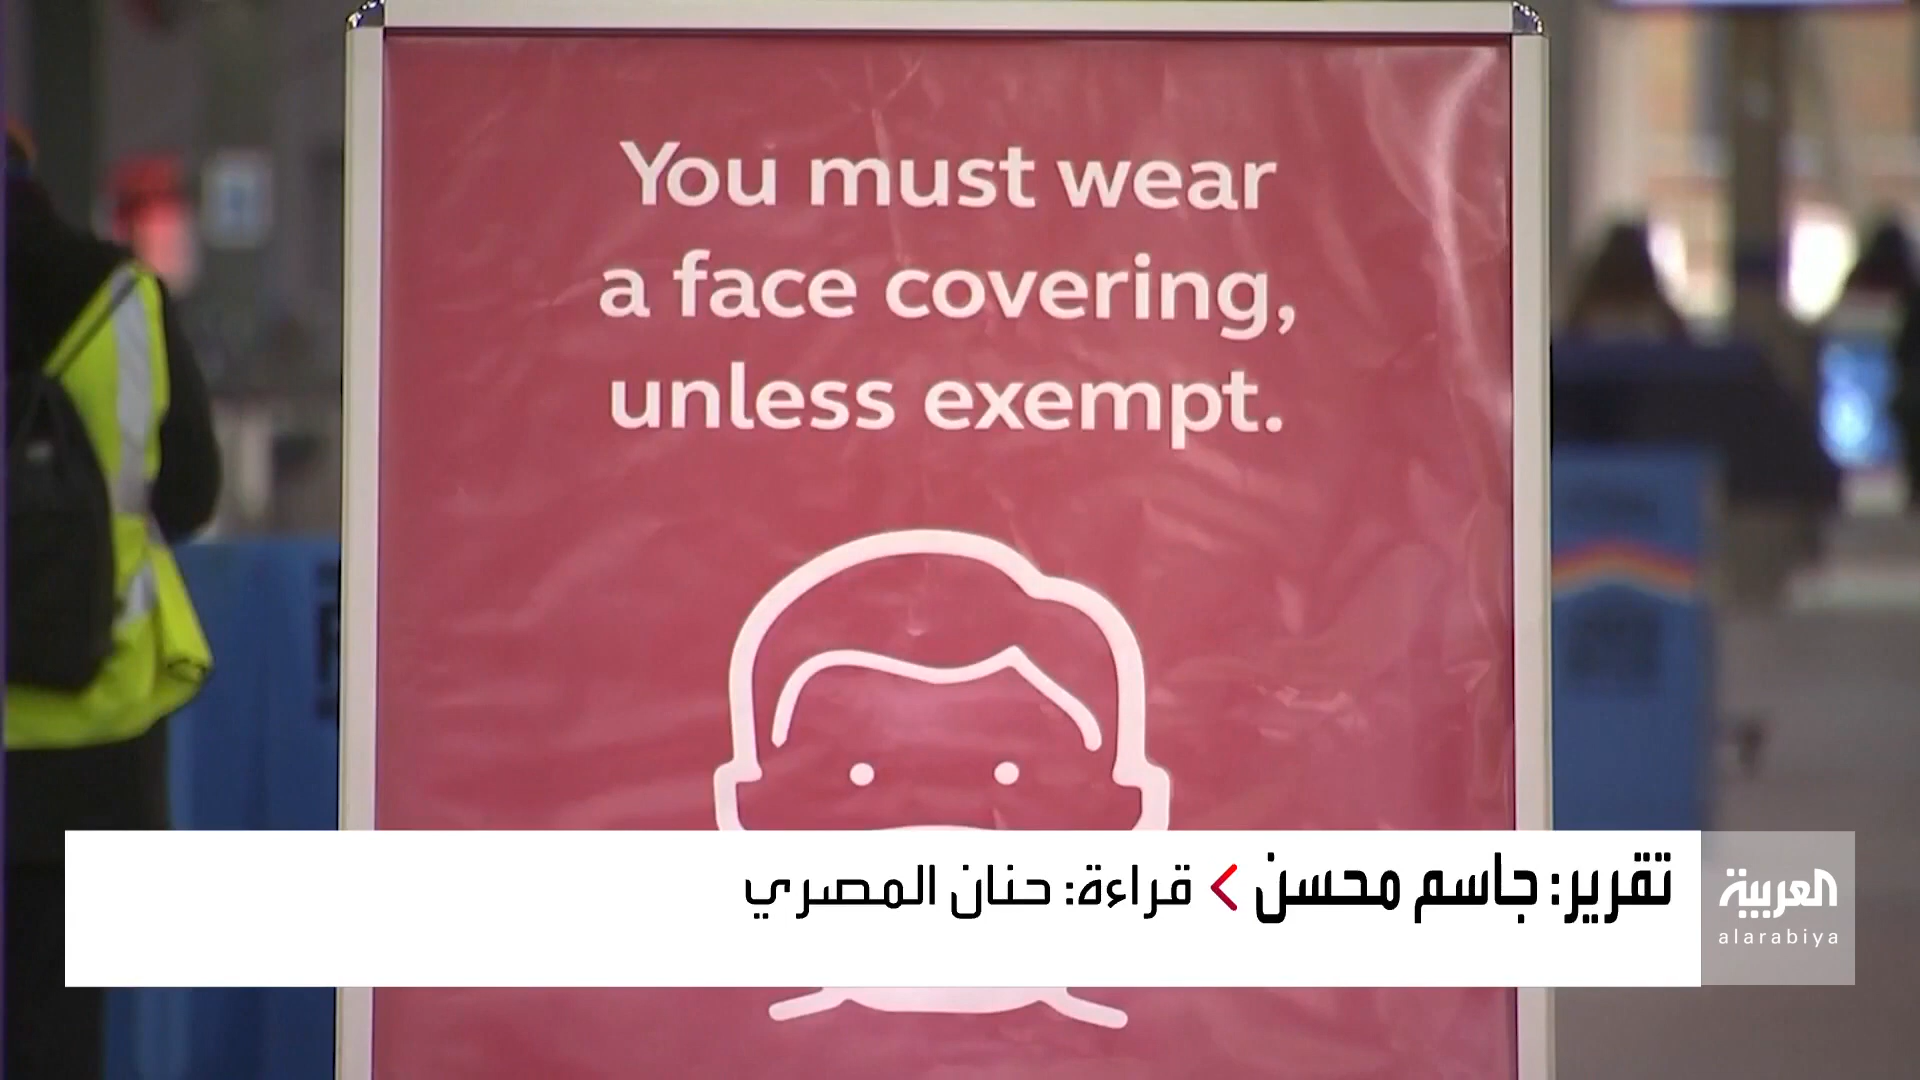 You must wear
a face covering,
unless exempt.
تقرير: جاسم محسن > قراءة: حنان المصري
العربية
alarabiya